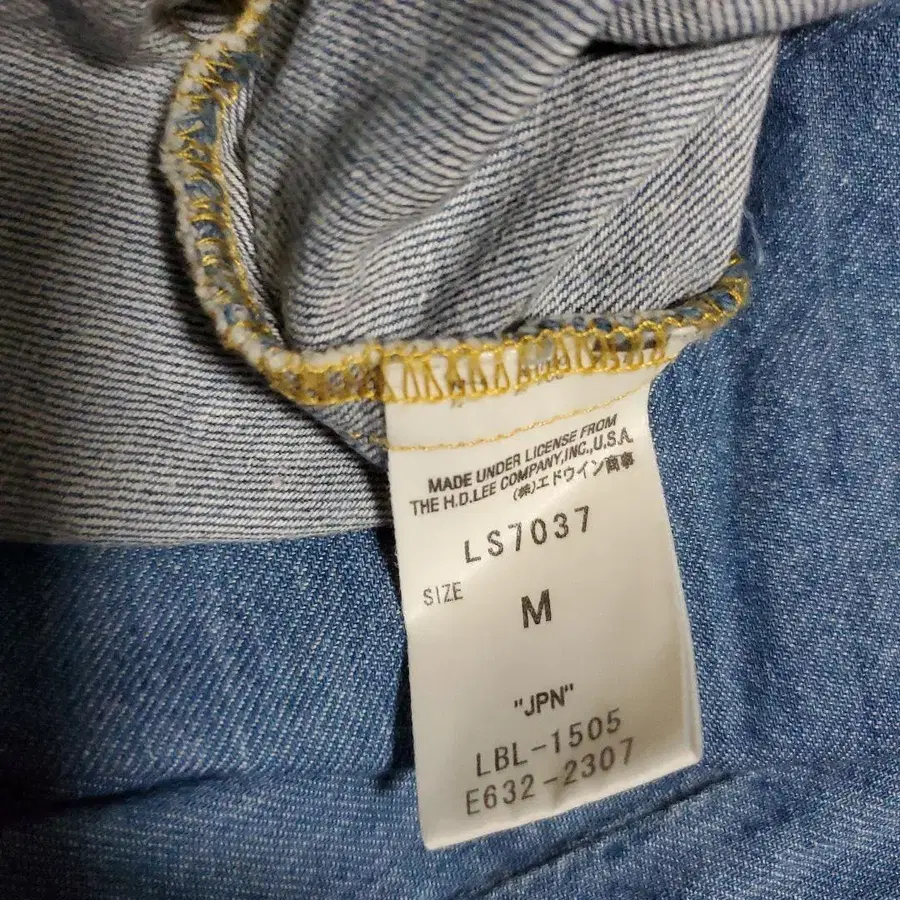 MADE UNDER LICENSE FROM
THE H.D.LEE COMPANY,INC.,U.S.A.
(株)エドウイン商事
LS7037
SIZE
M
"JPN"
LBL-1505
E632-2307